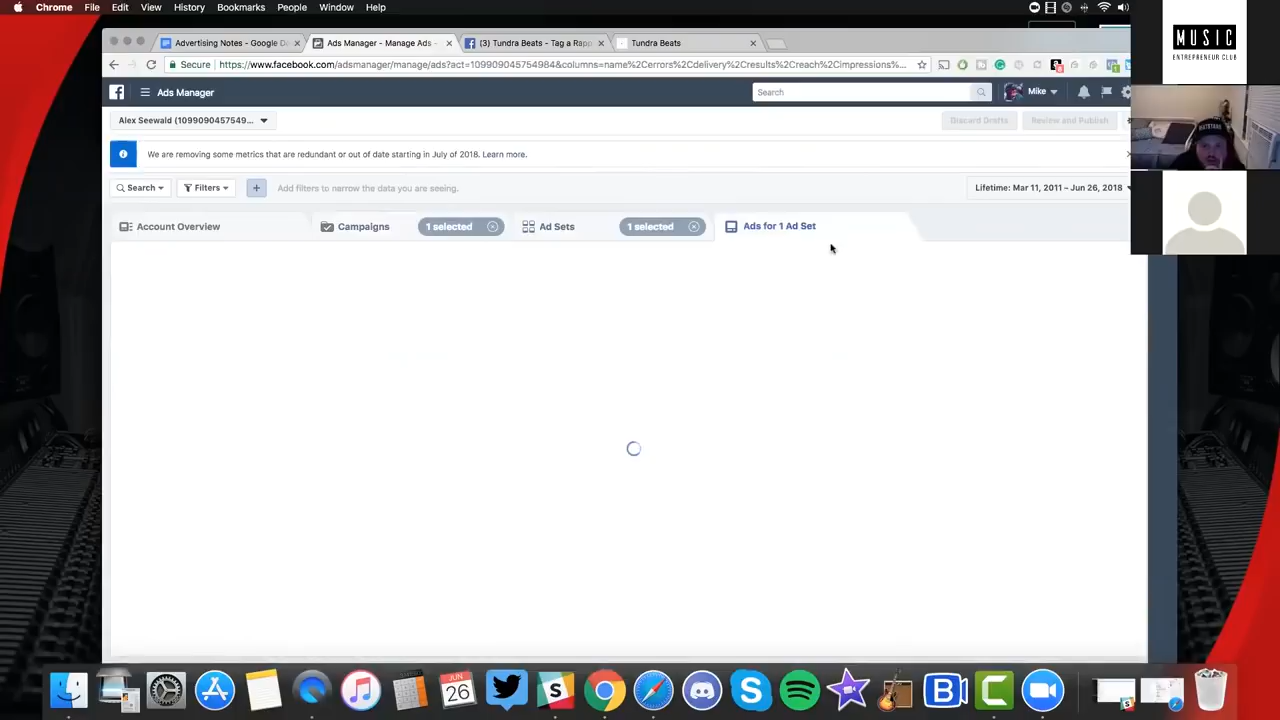 Chrome File Edit View History Bookmarks People Window Help
Advertising Notes - Google Do
Ads Manager - Manage Ads -
(3) Tundra Beats - Tag a Rapp
Tundra Beats
Secure https://www.facebook.com/adsmanager/manage/ads?act=109909045754984&columns=name%2Cerrors%2Cdelivery%2Cresults%2Creach%2Cimpressions%...
MUSIC
ENTREPRENEUR CLUB
Ads Manager
Search
Mike
Alex Seewald (1099090457549...
Discard Drafts
Review and Publish
We are removing some metrics that are redundant or out of date starting in July of 2018. Learn more.
Search
Filters
+
Add filters to narrow the data you are seeing.
Lifetime: Mar 11, 2011 – Jun 26, 2018
Account Overview
Campaigns
1 selected
Ad Sets
1 selected
Ads for 1 Ad Set
JUN
26
S
S
B
C